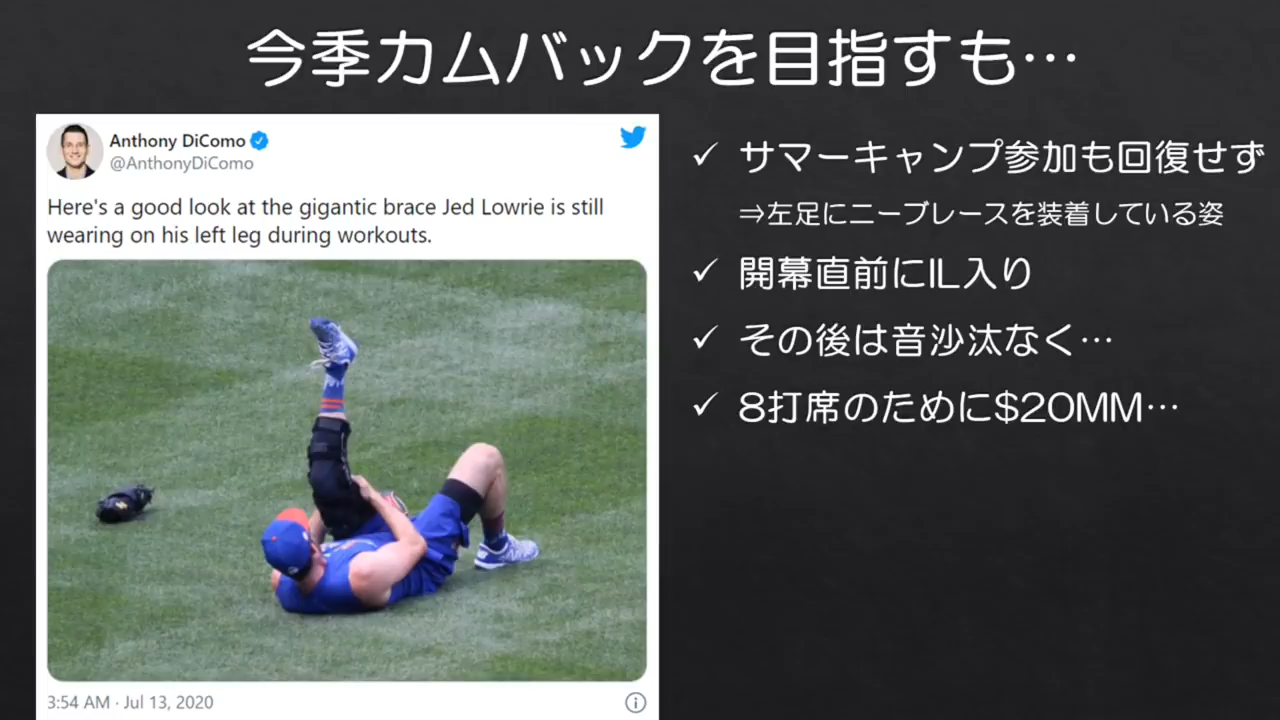 今季カムバックを目指すも…
Anthony DiComo
@AnthonyDiComo
Here's a good look at the gigantic brace Jed Lowrie is still
wearing on his left leg during workouts.
3:54 AM · Jul 13, 2020
✓ サマーキャンプ参加も回復せず
⇒左足にニーブレースを装着している姿
✓ 開幕直前にIL入り
✓ その後は音沙汰なく…
✓ 8打席のために$20MM…